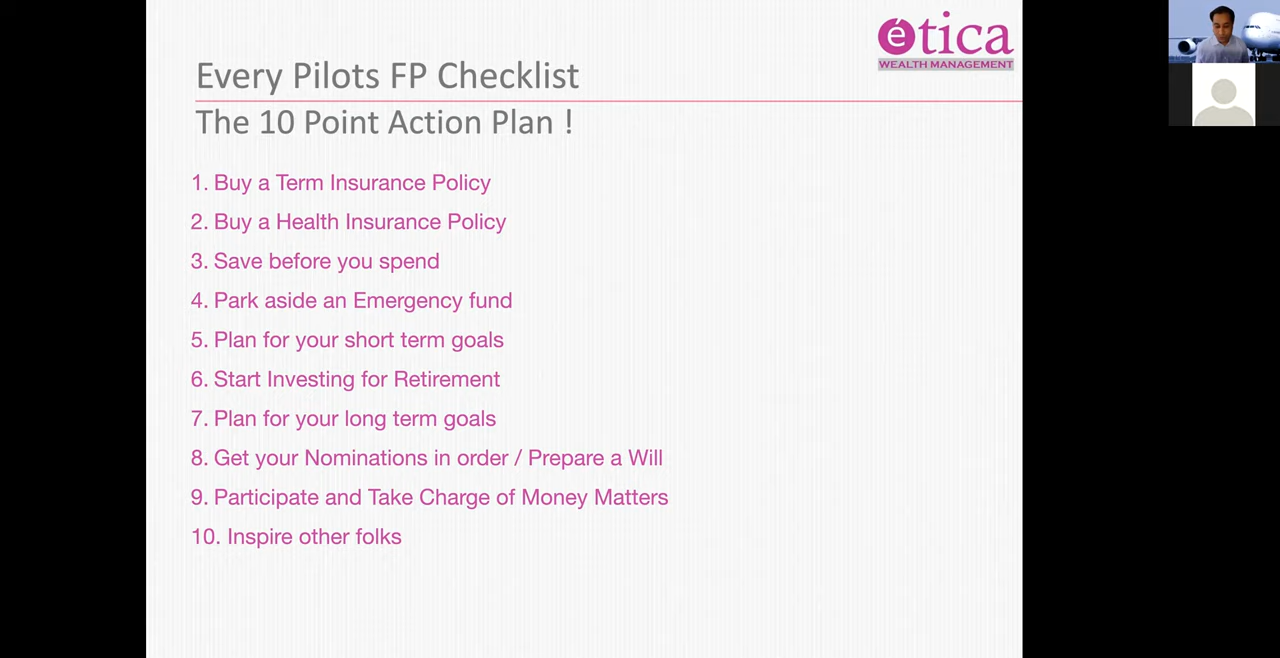 ética
WEALTH MANAGEMENT
Every Pilots FP Checklist
The 10 Point Action Plan !
1. Buy a Term Insurance Policy
2. Buy a Health Insurance Policy
3. Save before you spend
4. Park aside an Emergency fund
5. Plan for your short term goals
6. Start Investing for Retirement
7. Plan for your long term goals
8. Get your Nominations in order / Prepare a Will
9. Participate and Take Charge of Money Matters
10. Inspire other folks